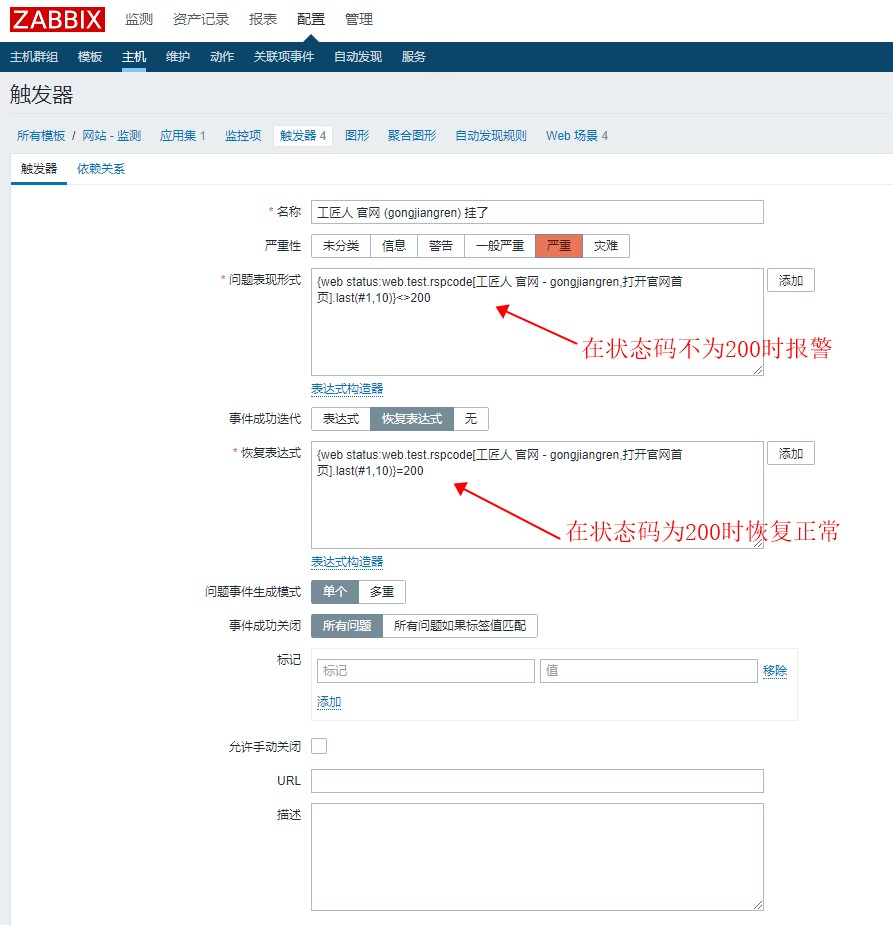 ZABBIX 监测 资产记录 报表 配置 管理
主机群组 模板 主机 维护 动作 关联项事件 自动发现 服务
触发器
所有模板 / 网站 - 监测 应用集 1 监控项 触发器 4 图形 聚合图形 自动发现规则 Web 场景 4
触发器 依赖关系
* 名称 工匠人 官网 (gongjiangren) 挂了
严重性 未分类 信息 警告 一般严重 严重 灾难
* 问题表现形式 {web status:web.test.rspcode[工匠人 官网 - gongjiangren,打开官网首 添加
页].last(#1,10)}<>200
在状态码不为200时报警
表达式构造器
事件成功迭代 表达式 恢复表达式 无
* 恢复表达式 {web status:web.test.rspcode[工匠人 官网 - gongjiangren,打开官网首 添加
页].last(#1,10)}=200
在状态码为200时恢复正常
表达式构造器
问题事件生成模式 单个 多重
事件成功关闭 所有问题 所有问题如果标签值匹配
标记 标记 值 移除
添加
允许手动关闭
URL
描述